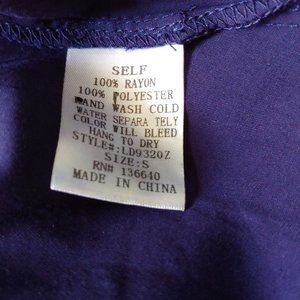 SELF
100% RAYON
100% POLYESTER
HAND WASH COLD
WATER SEPARA TELY
COLOR WILL BLEED
HANG TO DRY
STYLE#:LD9320Z
SIZE:S
RN# 136640
MADE IN CHINA